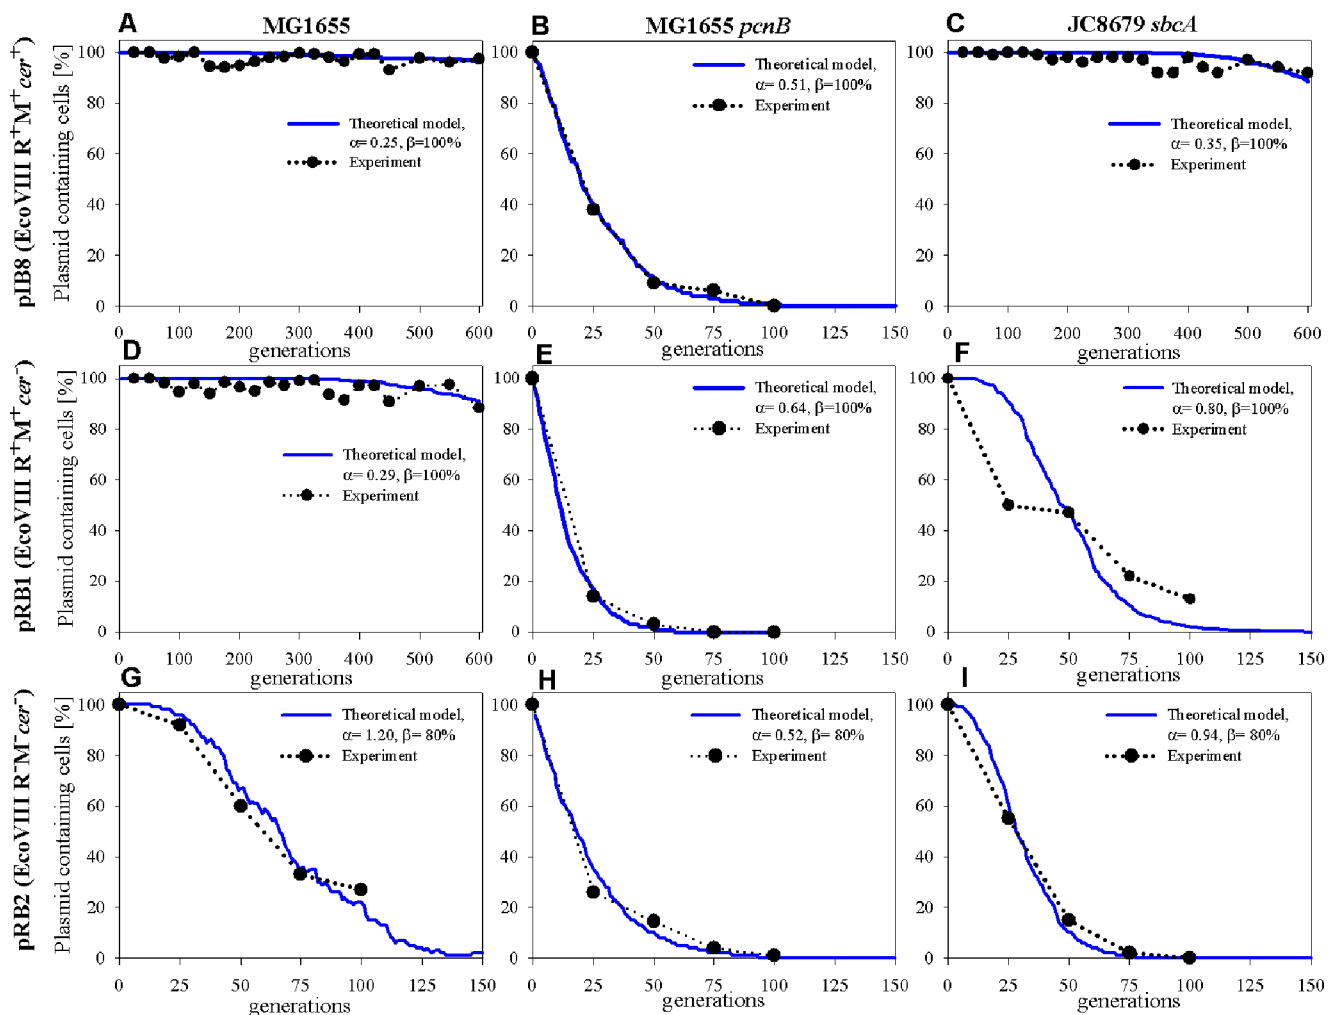 A MG1655
B MG1655 pcnB
C JC8679 sbcA
pIB8 (EcoVIII R⁺M⁺cer⁺)
Plasmid containing cells [%]
100
80
60
40
20
0
Theoretical model,
α= 0.25, β=100%
Experiment
0 100 200 300 400 500 600
generations
100
80
60
40
20
0
Theoretical model,
α= 0.51, β=100%
Experiment
0 25 50 75 100 125 150
generations
100
80
60
40
20
0
Theoretical model,
α= 0.35, β=100%
Experiment
0 100 200 300 400 500 600
generations
pRB1 (EcoVIII R⁺M⁺cer⁻)
Plasmid containing cells [%]
D
100
80
60
40
20
0
Theoretical model,
α= 0.29, β=100%
Experiment
0 100 200 300 400 500 600
generations
E
100
80
60
40
20
0
Theoretical model,
α= 0.64, β=100%
Experiment
0 25 50 75 100 125 150
generations
F
100
80
60
40
20
0
Theoretical model,
α= 0.80, β=100%
Experiment
0 25 50 75 100 125 150
generations
pRB2 (EcoVIII R⁻M⁻cer⁻)
Plasmid containing cells [%]
G
100
80
60
40
20
0
Theoretical model,
α= 1.20, β= 80%
Experiment
0 25 50 75 100 125 150
generations
H
100
80
60
40
20
0
Theoretical model,
α= 0.52, β= 80%
Experiment
0 25 50 75 100 125 150
generations
I
100
80
60
40
20
0
Theoretical model,
α= 0.94, β= 80%
Experiment
0 25 50 75 100 125 150
generations